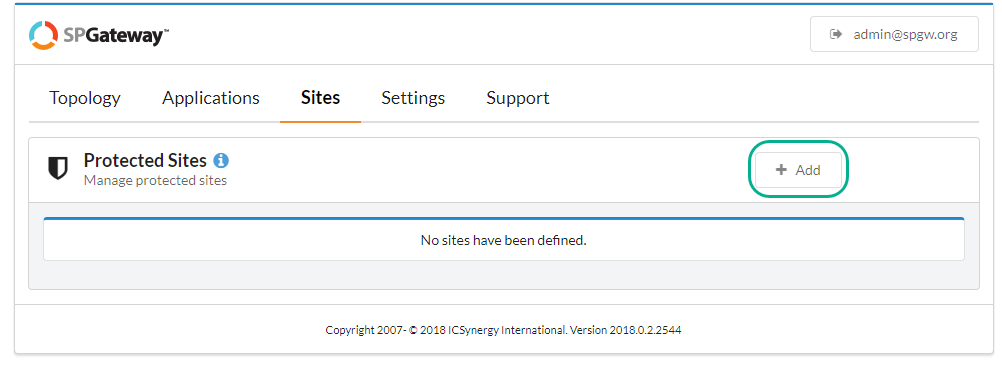 SPGateway™
admin@spgw.org
Topology Applications Sites Settings Support
Protected Sites
Manage protected sites
+ Add
No sites have been defined.
Copyright 2007- © 2018 ICSynergy International. Version 2018.0.2.2544